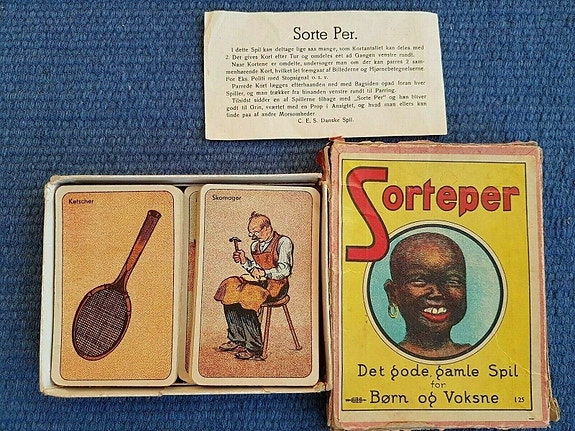 Sorte Per.
I dette Spil kan deltage lige saa mange, som Kortantallet kan deles med
2. Der gives Kort efter Tur og omdeles eet ad Gangen venstre rundt.
Naar Kortene er omdelte, undersøger man om der kan parres 2 sam-
menhørende Kort, hvilket let fremgaar af Billederne og Hjørnebetegnelserne.
For Eks. Politi med Stopsignal o. s. v.
Parrede Kort lægges efterhaanden ned med Bagsiden opad foran hver
Spiller, og man trækker fra hinanden venstre rundt til Parring.
Tilsidst sidder en af Spillerne tilbage med „Sorte Per" og han bliver
godt til Grin, sværtet med en Prop i Ansigtet, og hvad man ellers kan
finde paa af andre Morsomheder
C. E. S. Danske Spil.
Ketscher
Skomager
Sorteper
Det gode, gamle Spil
for
Børn og Voksne
125